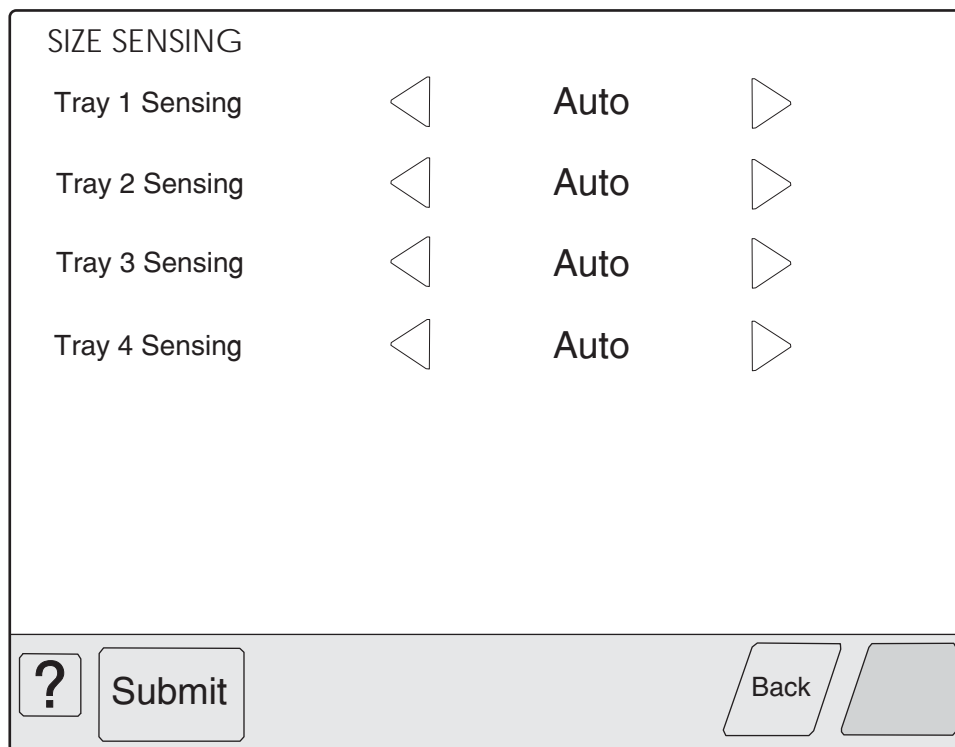 SIZE SENSING
Tray 1 Sensing Auto
Tray 2 Sensing Auto
Tray 3 Sensing Auto
Tray 4 Sensing Auto
? Submit Back